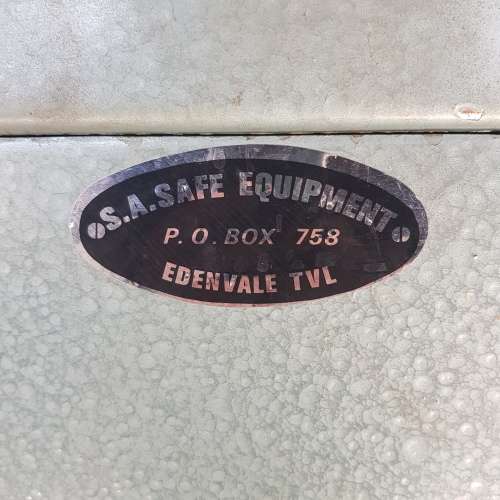 S.A.SAFE EQUIPMENT
P.O.BOX 758
EDENVALE TVL